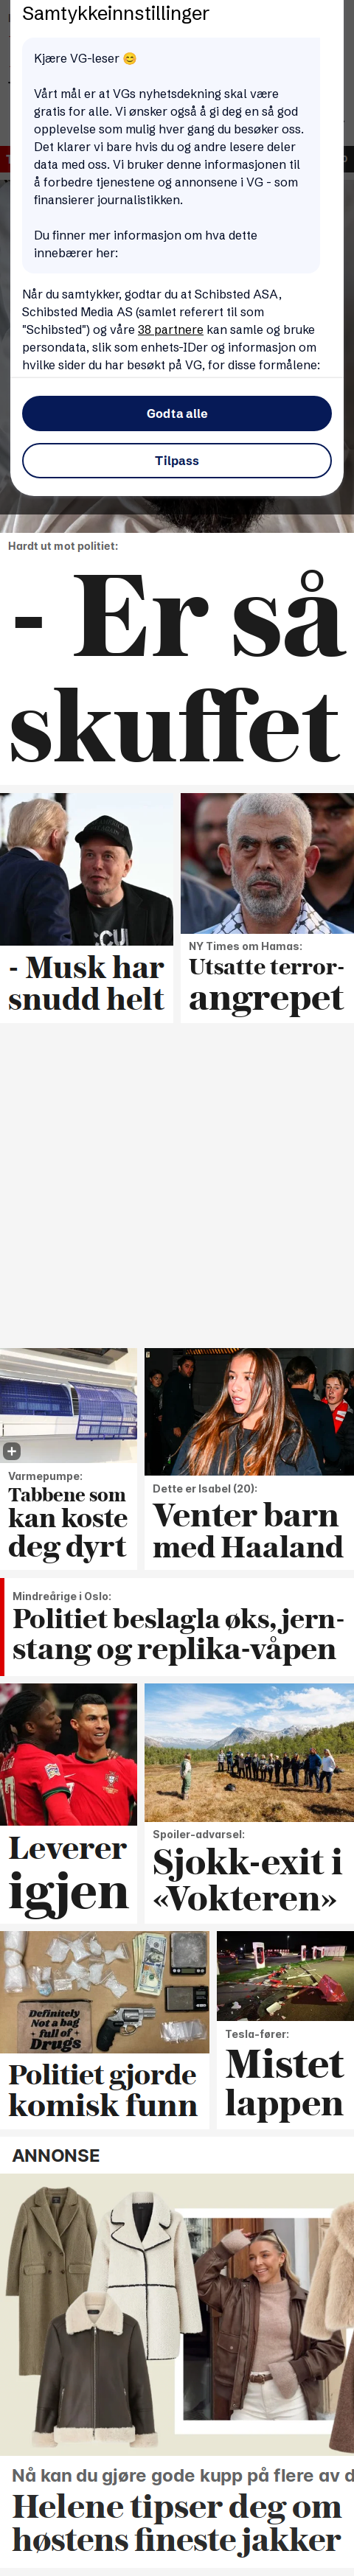 Samtykkeinnstillinger
Kjære VG-leser 😊
Vårt mål er at VGs nyhetsdekning skal være
gratis for alle. Vi ønsker også å gi deg en så god
opplevelse som mulig hver gang du besøker oss.
Det klarer vi bare hvis du og andre lesere deler
data med oss. Vi bruker denne informasjonen til
å forbedre tjenestene og annonsene i VG - som
finansierer journalistikken.
Du finner mer informasjon om hva dette
innebærer her:
Når du samtykker, godtar du at Schibsted ASA,
Schibsted Media AS (samlet referert til som
"Schibsted") og våre 38 partnere kan samle og bruke
persondata, slik som enhets-IDer og informasjon om
hvilke sider du har besøkt på VG, for disse formålene:
Godta alle
Tilpass
Hardt ut mot politiet:
- Er så
skuffet
- Musk har
snudd helt
NY Times om Hamas:
Utsatte terror-
angrepet
Varmepumpe:
Tabbene som
kan koste
deg dyrt
Dette er Isabel (20):
Venter barn
med Haaland
Mindreårige i Oslo:
Politiet beslagla øks, jern-
stang og replika-våpen
Leverer
igjen
Spoiler-advarsel:
Sjokk-exit i
«Vokteren»
Definitely
Not a bag
full of
Drugs
Politiet gjorde
komisk funn
Tesla-fører:
Mistet
lappen
ANNONSE
Nå kan du gjøre gode kupp på flere av d
Helene tipser deg om
høstens fineste jakker